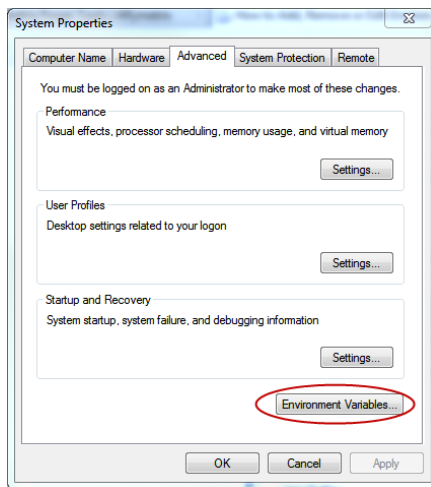 System Properties
Computer Name Hardware Advanced System Protection Remote
You must be logged on as an Administrator to make most of these changes.
Performance
Visual effects, processor scheduling, memory usage, and virtual memory
Settings...
User Profiles
Desktop settings related to your logon
Settings...
Startup and Recovery
System startup, system failure, and debugging information
Settings...
Environment Variables...
OK Cancel Apply